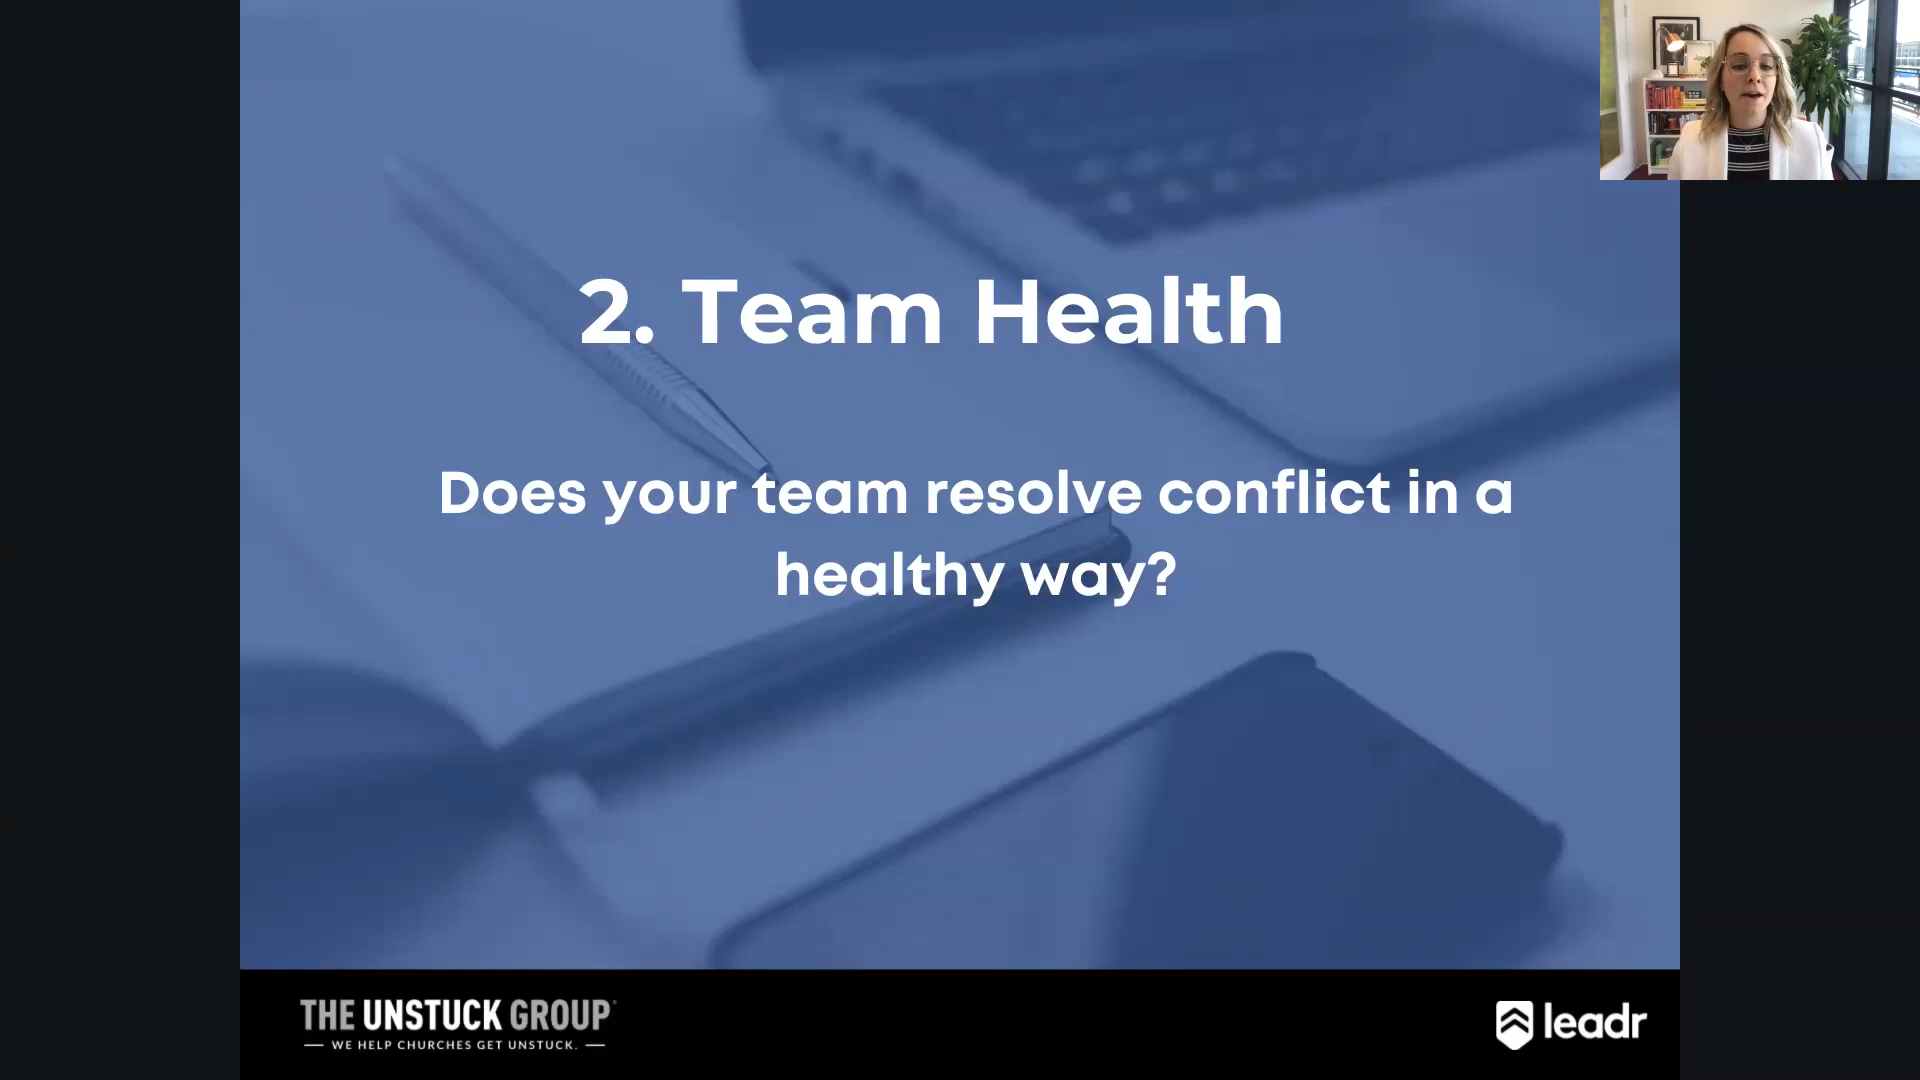 2. Team Health
Does your team resolve conflict in a
healthy way?
THE UNSTUCK GROUP
WE HELP CHURCHES GET UNSTUCK.
leadr